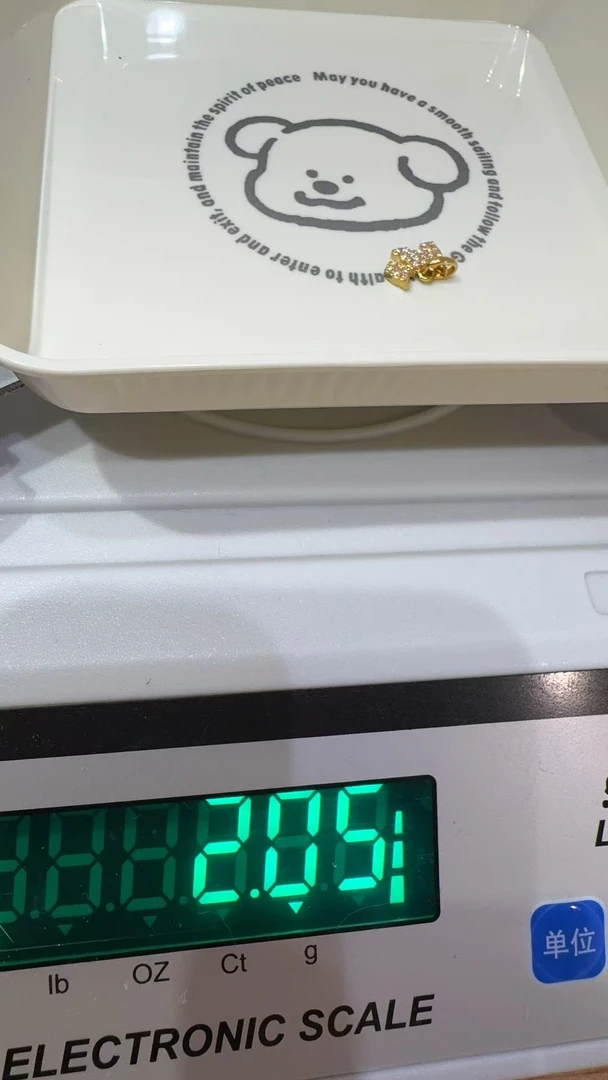 May you have a smooth sailing and follow the G
alth to enter and exit, and maintain the spirit of peace
2.05
lb OZ Ct g
单位
ELECTRONIC SCALE